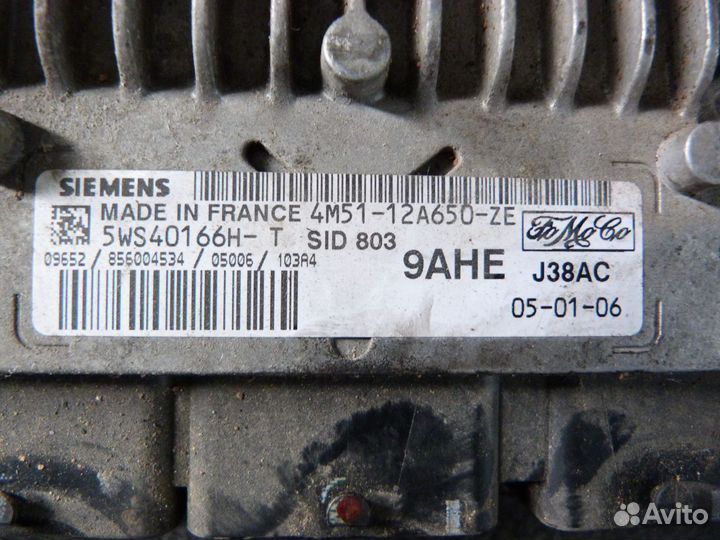 SIEMENS
MADE IN FRANCE 4M51-12A650-ZE
5WS40166H- T SID 803
FoMoCo
09652 / 856004534 / 05006 / 103A4
9AHE J38AC
05-01-06
Avito